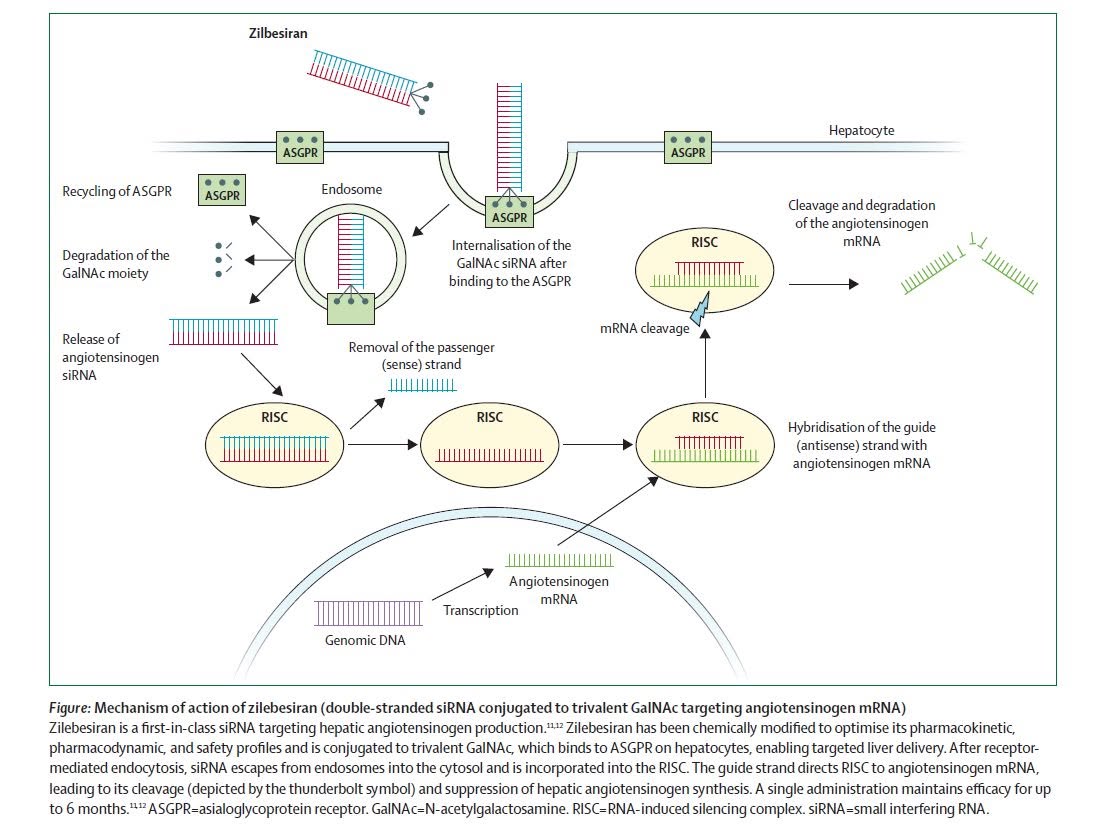 Zilbesiran
Hepatocyte
ASGPR
ASGPR
Recycling of ASGPR
ASGPR
Endosome
ASGPR
Internalisation of the
GalNAc siRNA after
binding to the ASGPR
Degradation of the
GalNAc moiety
Release of
angiotensinogen
siRNA
Removal of the passenger
(sense) strand
RISC
RISC
RISC
Hybridisation of the guide
(antisense) strand with
angiotensinogen mRNA
RISC
mRNA cleavage
Cleavage and degradation
of the angiotensinogen
mRNA
Angiotensinogen
mRNA
Transcription
Genomic DNA
Figure: Mechanism of action of zilebesiran (double-stranded siRNA conjugated to trivalent GalNAc targeting angiotensinogen mRNA)
Zilebesiran is a first-in-class siRNA targeting hepatic angiotensinogen production.11,12 Zilebesiran has been chemically modified to optimise its pharmacokinetic,
pharmacodynamic, and safety profiles and is conjugated to trivalent GalNAc, which binds to ASGPR on hepatocytes, enabling targeted liver delivery. After receptor-
mediated endocytosis, siRNA escapes from endosomes into the cytosol and is incorporated into the RISC. The guide strand directs RISC to angiotensinogen mRNA,
leading to its cleavage (depicted by the thunderbolt symbol) and suppression of hepatic angiotensinogen synthesis. A single administration maintains efficacy for up
to 6 months.11,12 ASGPR=asialoglycoprotein receptor. GalNAc=N-acetylgalactosamine. RISC=RNA-induced silencing complex. siRNA=small interfering RNA.